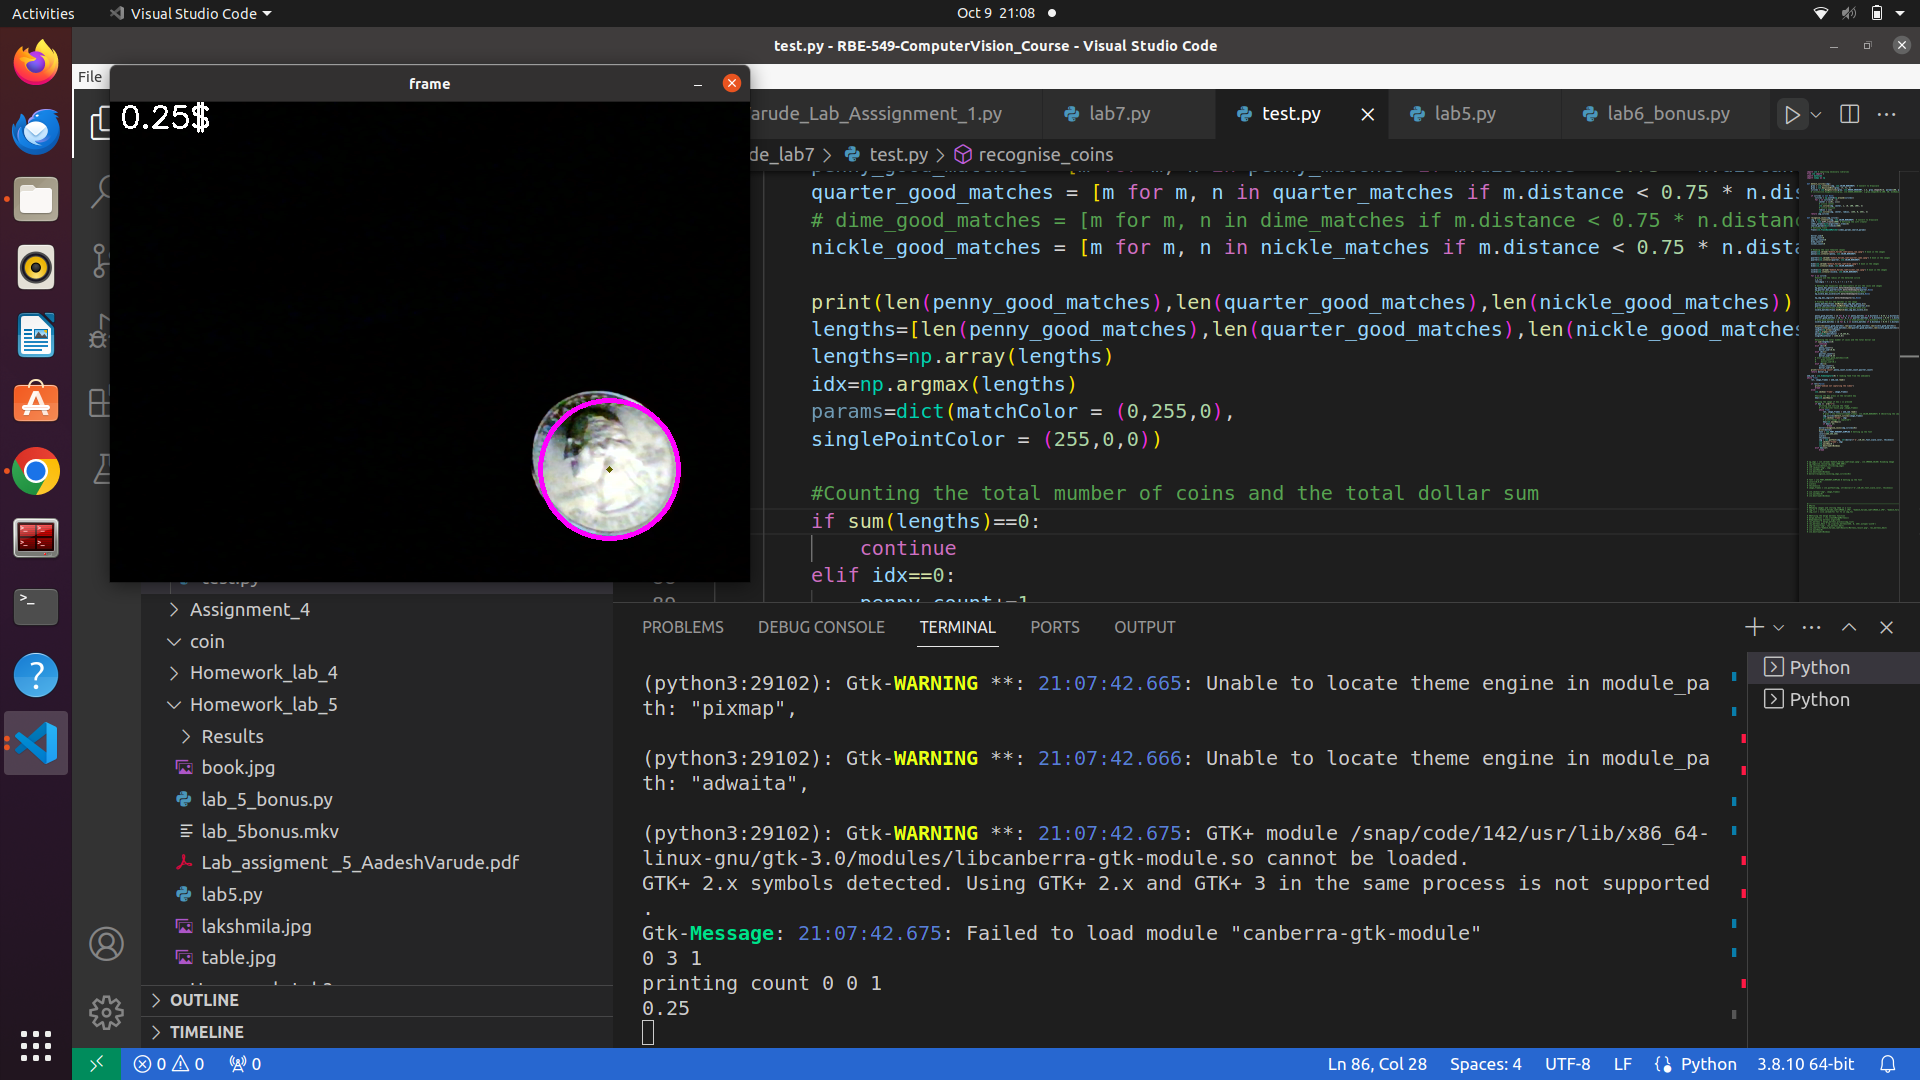 Activities
Visual Studio Code
Oct 9 21:08
test.py - RBE-549-ComputerVision_Course - Visual Studio Code
File
frame
0.25$
arude_Lab_Asssignment_1.py
lab7.py
test.py
lab5.py
lab6_bonus.py
de_lab7 > test.py > recognise_coins
quarter_good_matches = [m for m, n in quarter_matches if m.distance < 0.75 * n.dis
# dime_good_matches = [m for m, n in dime_matches if m.distance < 0.75 * n.distanc
nickle_good_matches = [m for m, n in nickle_matches if m.distance < 0.75 * n.dista
print(len(penny_good_matches),len(quarter_good_matches),len(nickle_good_matches))
lengths=[len(penny_good_matches),len(quarter_good_matches),len(nickle_good_matches
lengths=np.array(lengths)
idx=np.argmax(lengths)
params=dict(matchColor = (0,255,0),
singlePointColor = (255,0,0))
#Counting the total mumber of coins and the total dollar sum
if sum(lengths)==0:
continue
elif idx==0:
penny_count+=1
test.py
Assignment_4
coin
Homework_lab_4
Homework_lab_5
Results
book.jpg
lab_5_bonus.py
lab_5bonus.mkv
Lab_assigment_5_AadeshVarude.pdf
lab5.py
lakshmila.jpg
table.jpg
OUTLINE
TIMELINE
PROBLEMS
DEBUG CONSOLE
TERMINAL
PORTS
OUTPUT
Python
Python
(python3:29102): Gtk-WARNING **: 21:07:42.665: Unable to locate theme engine in module_pa
th: "pixmap",
(python3:29102): Gtk-WARNING **: 21:07:42.666: Unable to locate theme engine in module_pa
th: "adwaita",
(python3:29102): Gtk-WARNING **: 21:07:42.675: GTK+ module /snap/code/142/usr/lib/x86_64-
linux-gnu/gtk-3.0/modules/libcanberra-gtk-module.so cannot be loaded.
GTK+ 2.x symbols detected. Using GTK+ 2.x and GTK+ 3 in the same process is not supported
.
Gtk-Message: 21:07:42.675: Failed to load module "canberra-gtk-module"
0 3 1
printing count 0 0 1
0.25
0 0
0
Ln 86, Col 28
Spaces: 4
UTF-8
LF
Python
3.8.10 64-bit